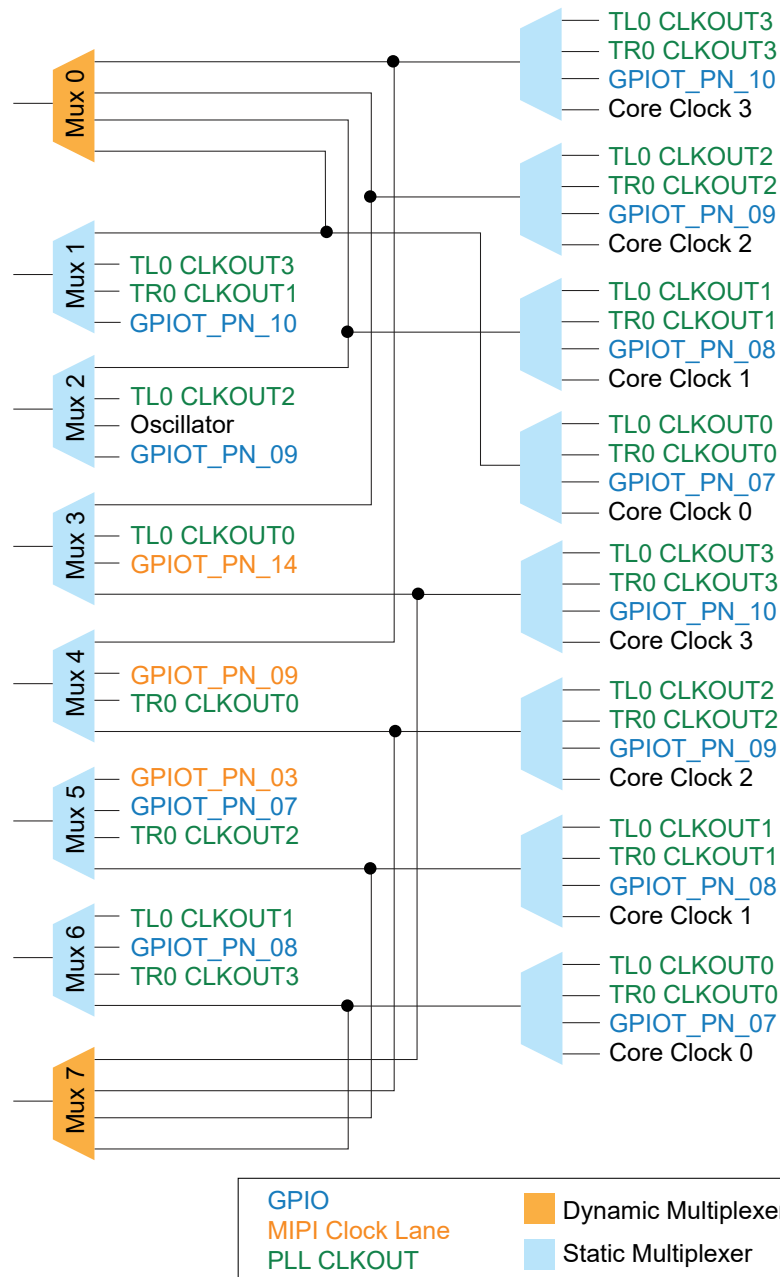 Mux 0
Mux 1
TL0 CLKOUT3
TR0 CLKOUT1
GPIOT_PN_10
Mux 2
TL0 CLKOUT2
Oscillator
GPIOT_PN_09
Mux 3
TL0 CLKOUT0
GPIOT_PN_14
Mux 4
GPIOT_PN_09
TR0 CLKOUT0
Mux 5
GPIOT_PN_03
GPIOT_PN_07
TR0 CLKOUT2
Mux 6
TL0 CLKOUT1
GPIOT_PN_08
TR0 CLKOUT3
Mux 7
TL0 CLKOUT3
TR0 CLKOUT3
GPIOT_PN_10
Core Clock 3
TL0 CLKOUT2
TR0 CLKOUT2
GPIOT_PN_09
Core Clock 2
TL0 CLKOUT1
TR0 CLKOUT1
GPIOT_PN_08
Core Clock 1
TL0 CLKOUT0
TR0 CLKOUT0
GPIOT_PN_07
Core Clock 0
TL0 CLKOUT3
TR0 CLKOUT3
GPIOT_PN_10
Core Clock 3
TL0 CLKOUT2
TR0 CLKOUT2
GPIOT_PN_09
Core Clock 2
TL0 CLKOUT1
TR0 CLKOUT1
GPIOT_PN_08
Core Clock 1
TL0 CLKOUT0
TR0 CLKOUT0
GPIOT_PN_07
Core Clock 0
GPIO
MIPI Clock Lane
PLL CLKOUT
Dynamic Multiplexer
Static Multiplexer